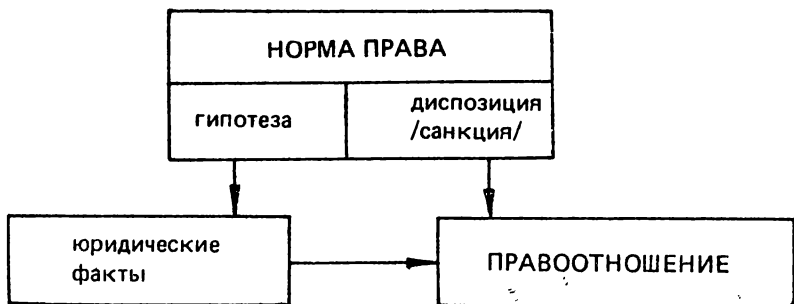 НОРМА ПРАВА
гипотеза
диспозиция
/санкция/
юридические
факты
ПРАВООТНОШЕНИЕ